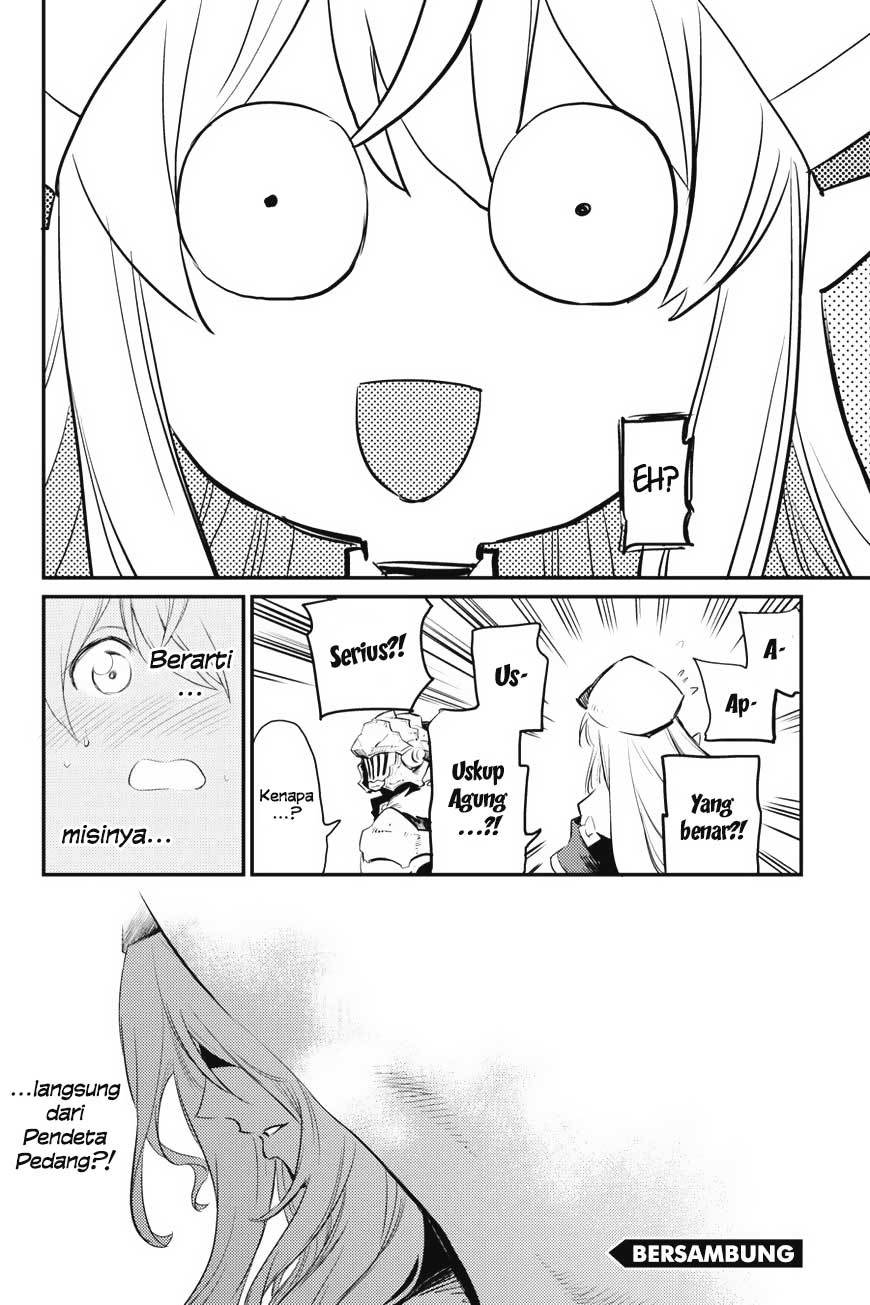 EH?
A-
Ap-
Yang
benar?!
Us-
Uskup
Agung
...?!
Serius?!
Kenapa
...?
Berarti
...
misinya...
...langsung
dari
Pendeta
Pedang?!
BERSAMBUNG